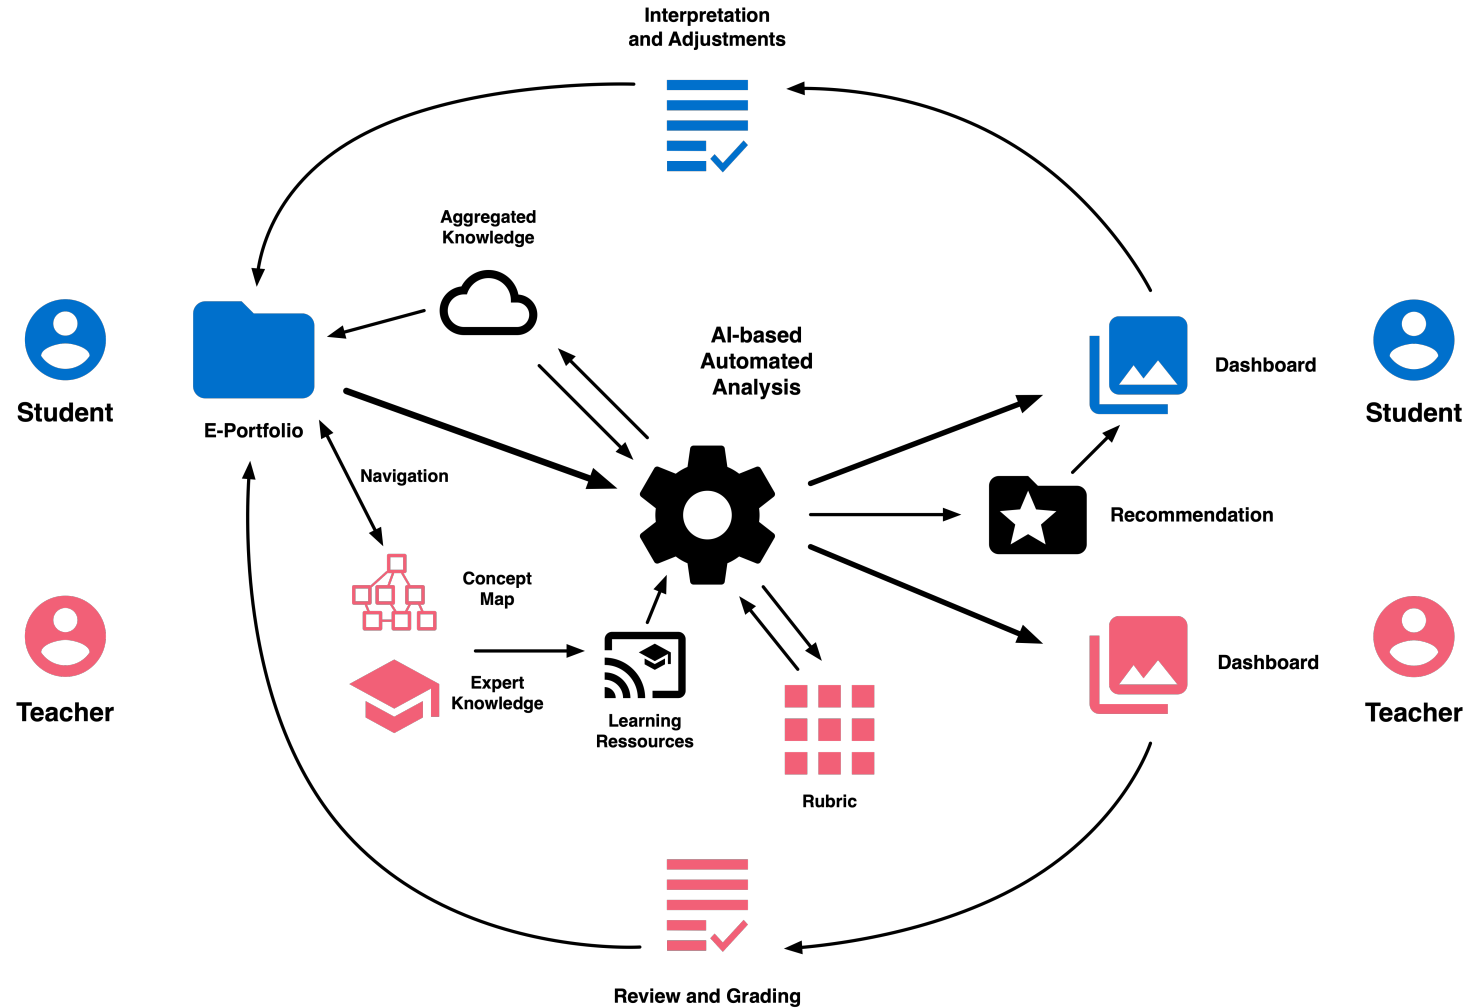 Interpretation
and Adjustments
Aggregated
Knowledge
AI-based
Automated
Analysis
Dashboard
Student
Student
E-Portfolio
Navigation
Recommendation
Concept
Map
Expert
Knowledge
Learning
Ressources
Dashboard
Teacher
Teacher
Rubric
Review and Grading